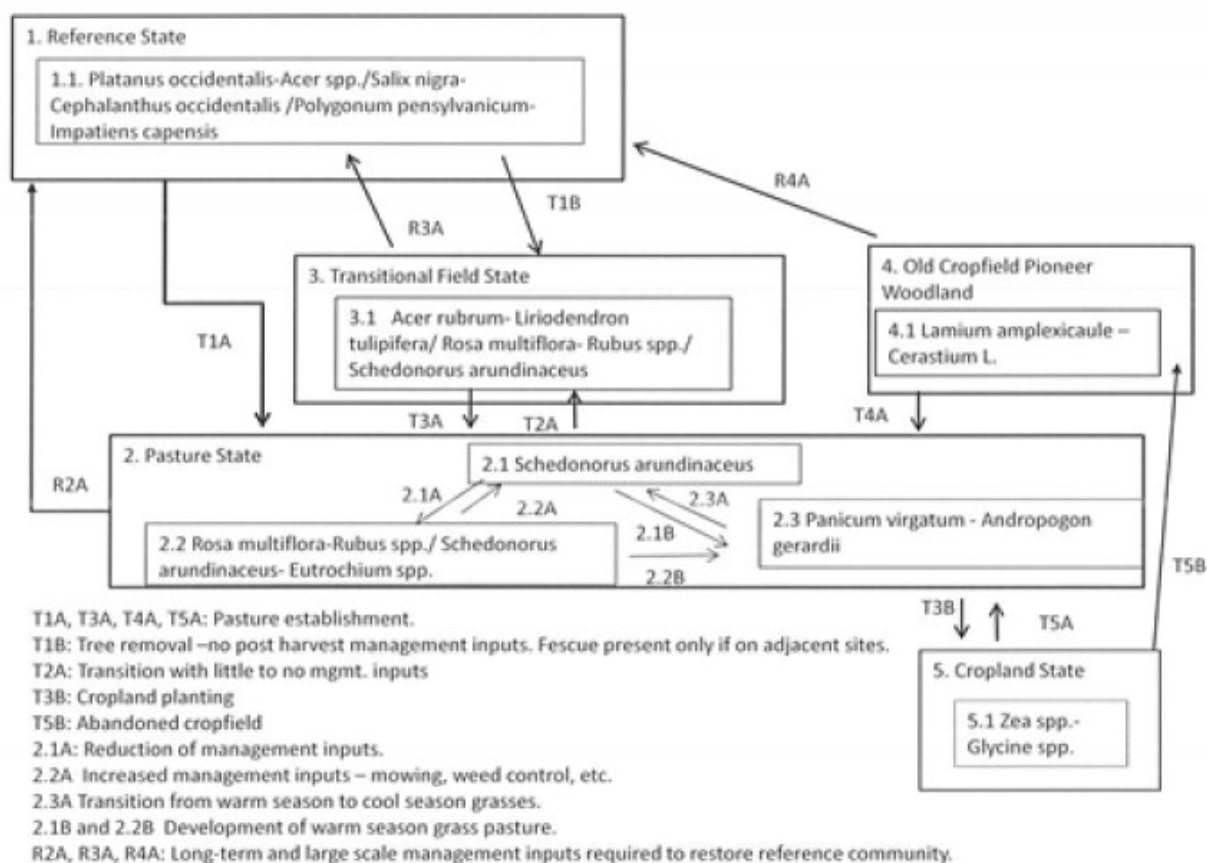 1. Reference State
1.1. Platanus occidentalis-Acer spp./Salix nigra-
Cephalanthus occidentalis /Polygonum pensylvanicum-
Impatiens capensis
R4A
T1B
R3A
3. Transitional Field State
3.1 Acer rubrum- Liriodendron
tulipifera/ Rosa multiflora- Rubus spp./
Schedonorus arundinaceus
4. Old Cropfield Pioneer
Woodland
4.1 Lamium amplexicaule –
Cerastium L.
T1A
T3A
T2A
T4A
2. Pasture State
2.1 Schedonorus arundinaceus
R2A
2.1A
2.2A
2.3A
2.1B
2.3 Panicum virgatum - Andropogon
gerardii
2.2 Rosa multiflora-Rubus spp./ Schedonorus
arundinaceus- Eutrochium spp.
2.2B
T5B
T3B
T5A
5. Cropland State
5.1 Zea spp.-
Glycine spp.
T1A, T3A, T4A, T5A: Pasture establishment.
T1B: Tree removal –no post harvest management inputs. Fescue present only if on adjacent sites.
T2A: Transition with little to no mgmt. inputs
T3B: Cropland planting
T5B: Abandoned cropfield
2.1A: Reduction of management inputs.
2.2A Increased management inputs – mowing, weed control, etc.
2.3A Transition from warm season to cool season grasses.
2.1B and 2.2B Development of warm season grass pasture.
R2A, R3A, R4A: Long-term and large scale management inputs required to restore reference community.